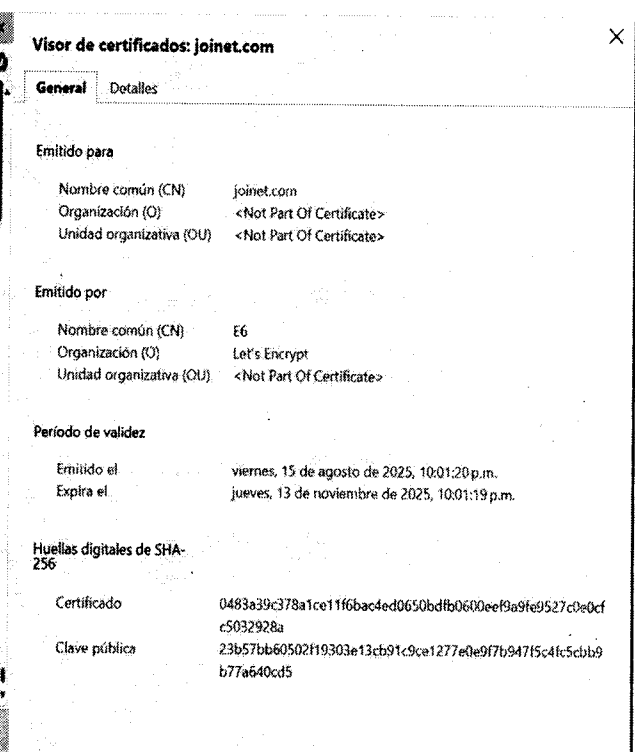 Visor de certificados: joinet.com
General Detalles
Emitido para
Nombre común (CN) joinet.com
Organización (O) <Not Part Of Certificate>
Unidad organizativa (OU) <Not Part Of Certificate>
Emitido por
Nombre común (CN) E6
Organización (O) Let's Encrypt
Unidad organizativa (OU) <Not Part Of Certificate>
Período de validez
Emitido el viernes, 15 de agosto de 2025, 10:01:20 p.m.
Expira el jueves, 13 de noviembre de 2025, 10:01:19 p.m.
Huellas digitales de SHA-
256
Certificado 0483a39c378a1ce11f6bac4ed0650bdfb0600eef9a9fe9527c0e0cf
c5032928a
Clave pública 23b57bb60502f19303e13cb91c9ce1277e0e9f7b947f5c4fc5cbb9
b77a640cd5